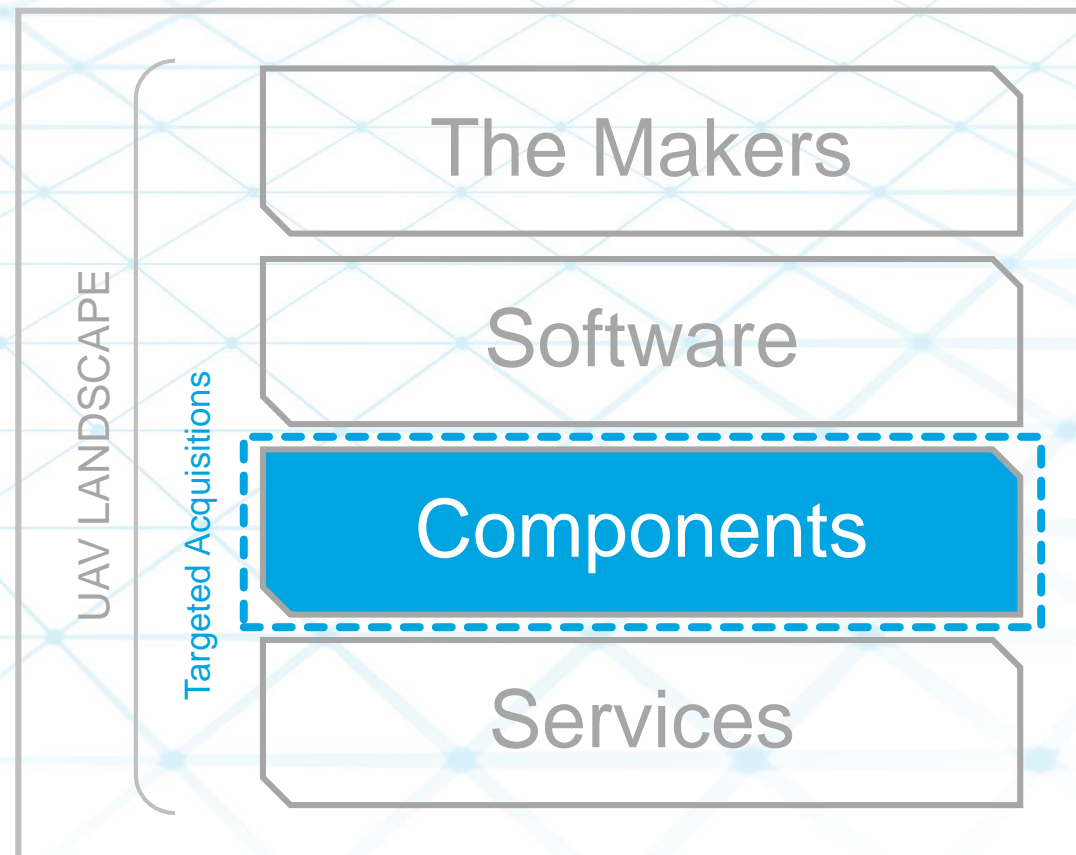 UAV LANDSCAPE
Targeted Acquisitions
The Makers
Software
Components
Services